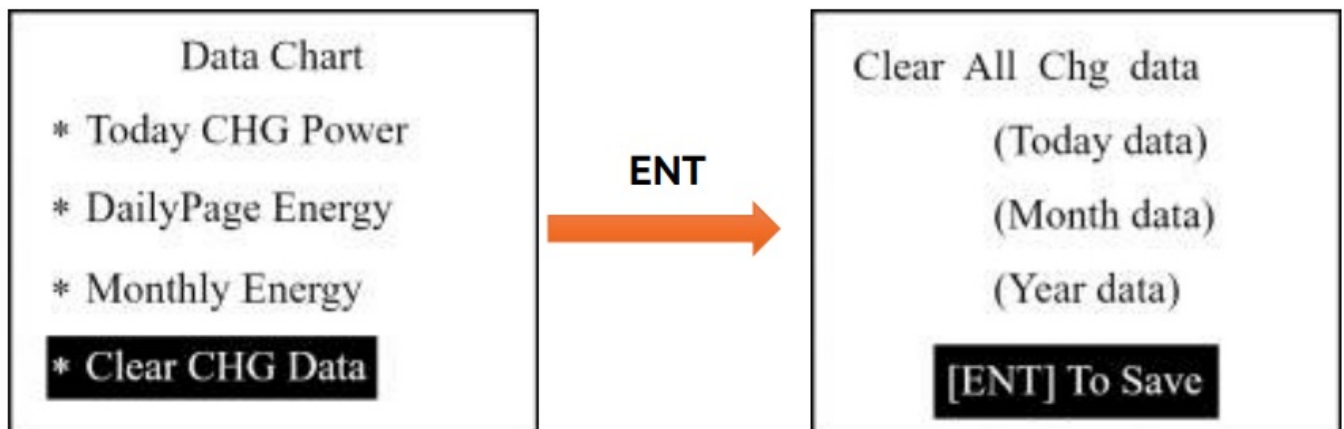 Data Chart
* Today CHG Power
* DailyPage Energy
* Monthly Energy
* Clear CHG Data
ENT
Clear All Chg data
(Today data)
(Month data)
(Year data)
[ENT] To Save